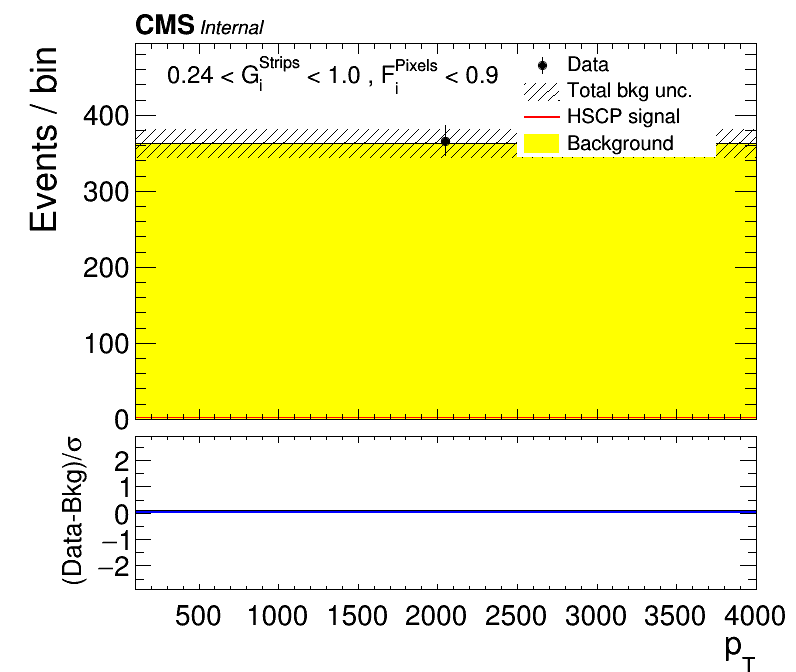 CMS Internal
0.24 < G_i^Strips < 1.0 , F_i^Pixels < 0.9
Data
Total bkg unc.
HSCP signal
Background
Events / bin
400
300
200
100
0
(Data-Bkg)/σ
2
1
0
−1
−2
500 1000 1500 2000 2500 3000 3500 4000
p_T